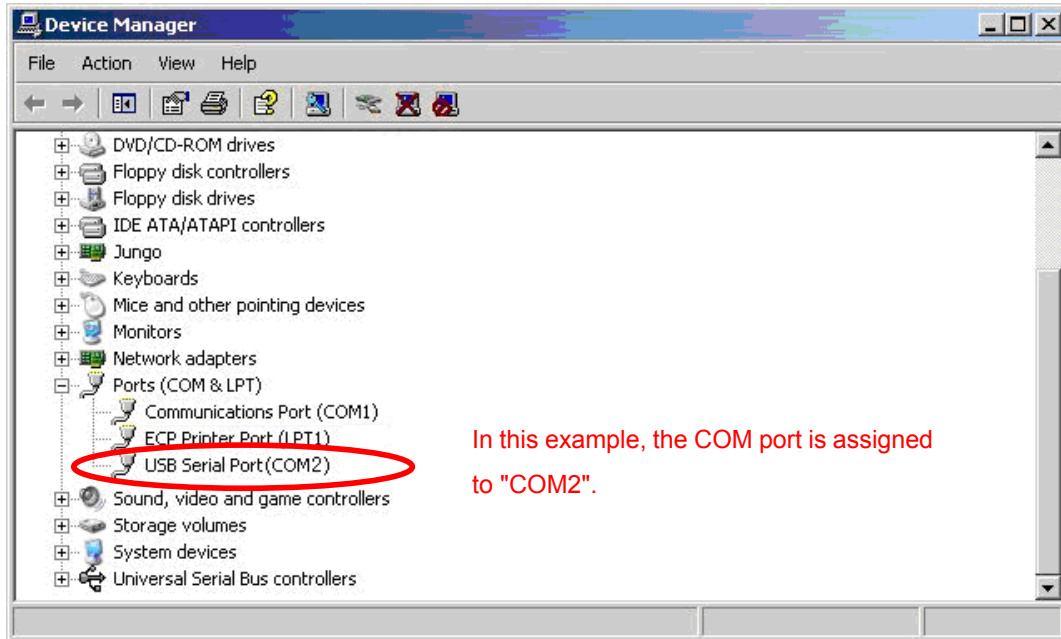 Device Manager
File Action View Help
DVD/CD-ROM drives
Floppy disk controllers
Floppy disk drives
IDE ATA/ATAPI controllers
Jungo
Keyboards
Mice and other pointing devices
Monitors
Network adapters
Ports (COM & LPT)
Communications Port (COM1)
ECP Printer Port (LPT1)
USB Serial Port(COM2)
Sound, video and game controllers
Storage volumes
System devices
Universal Serial Bus controllers
In this example, the COM port is assigned
to "COM2".